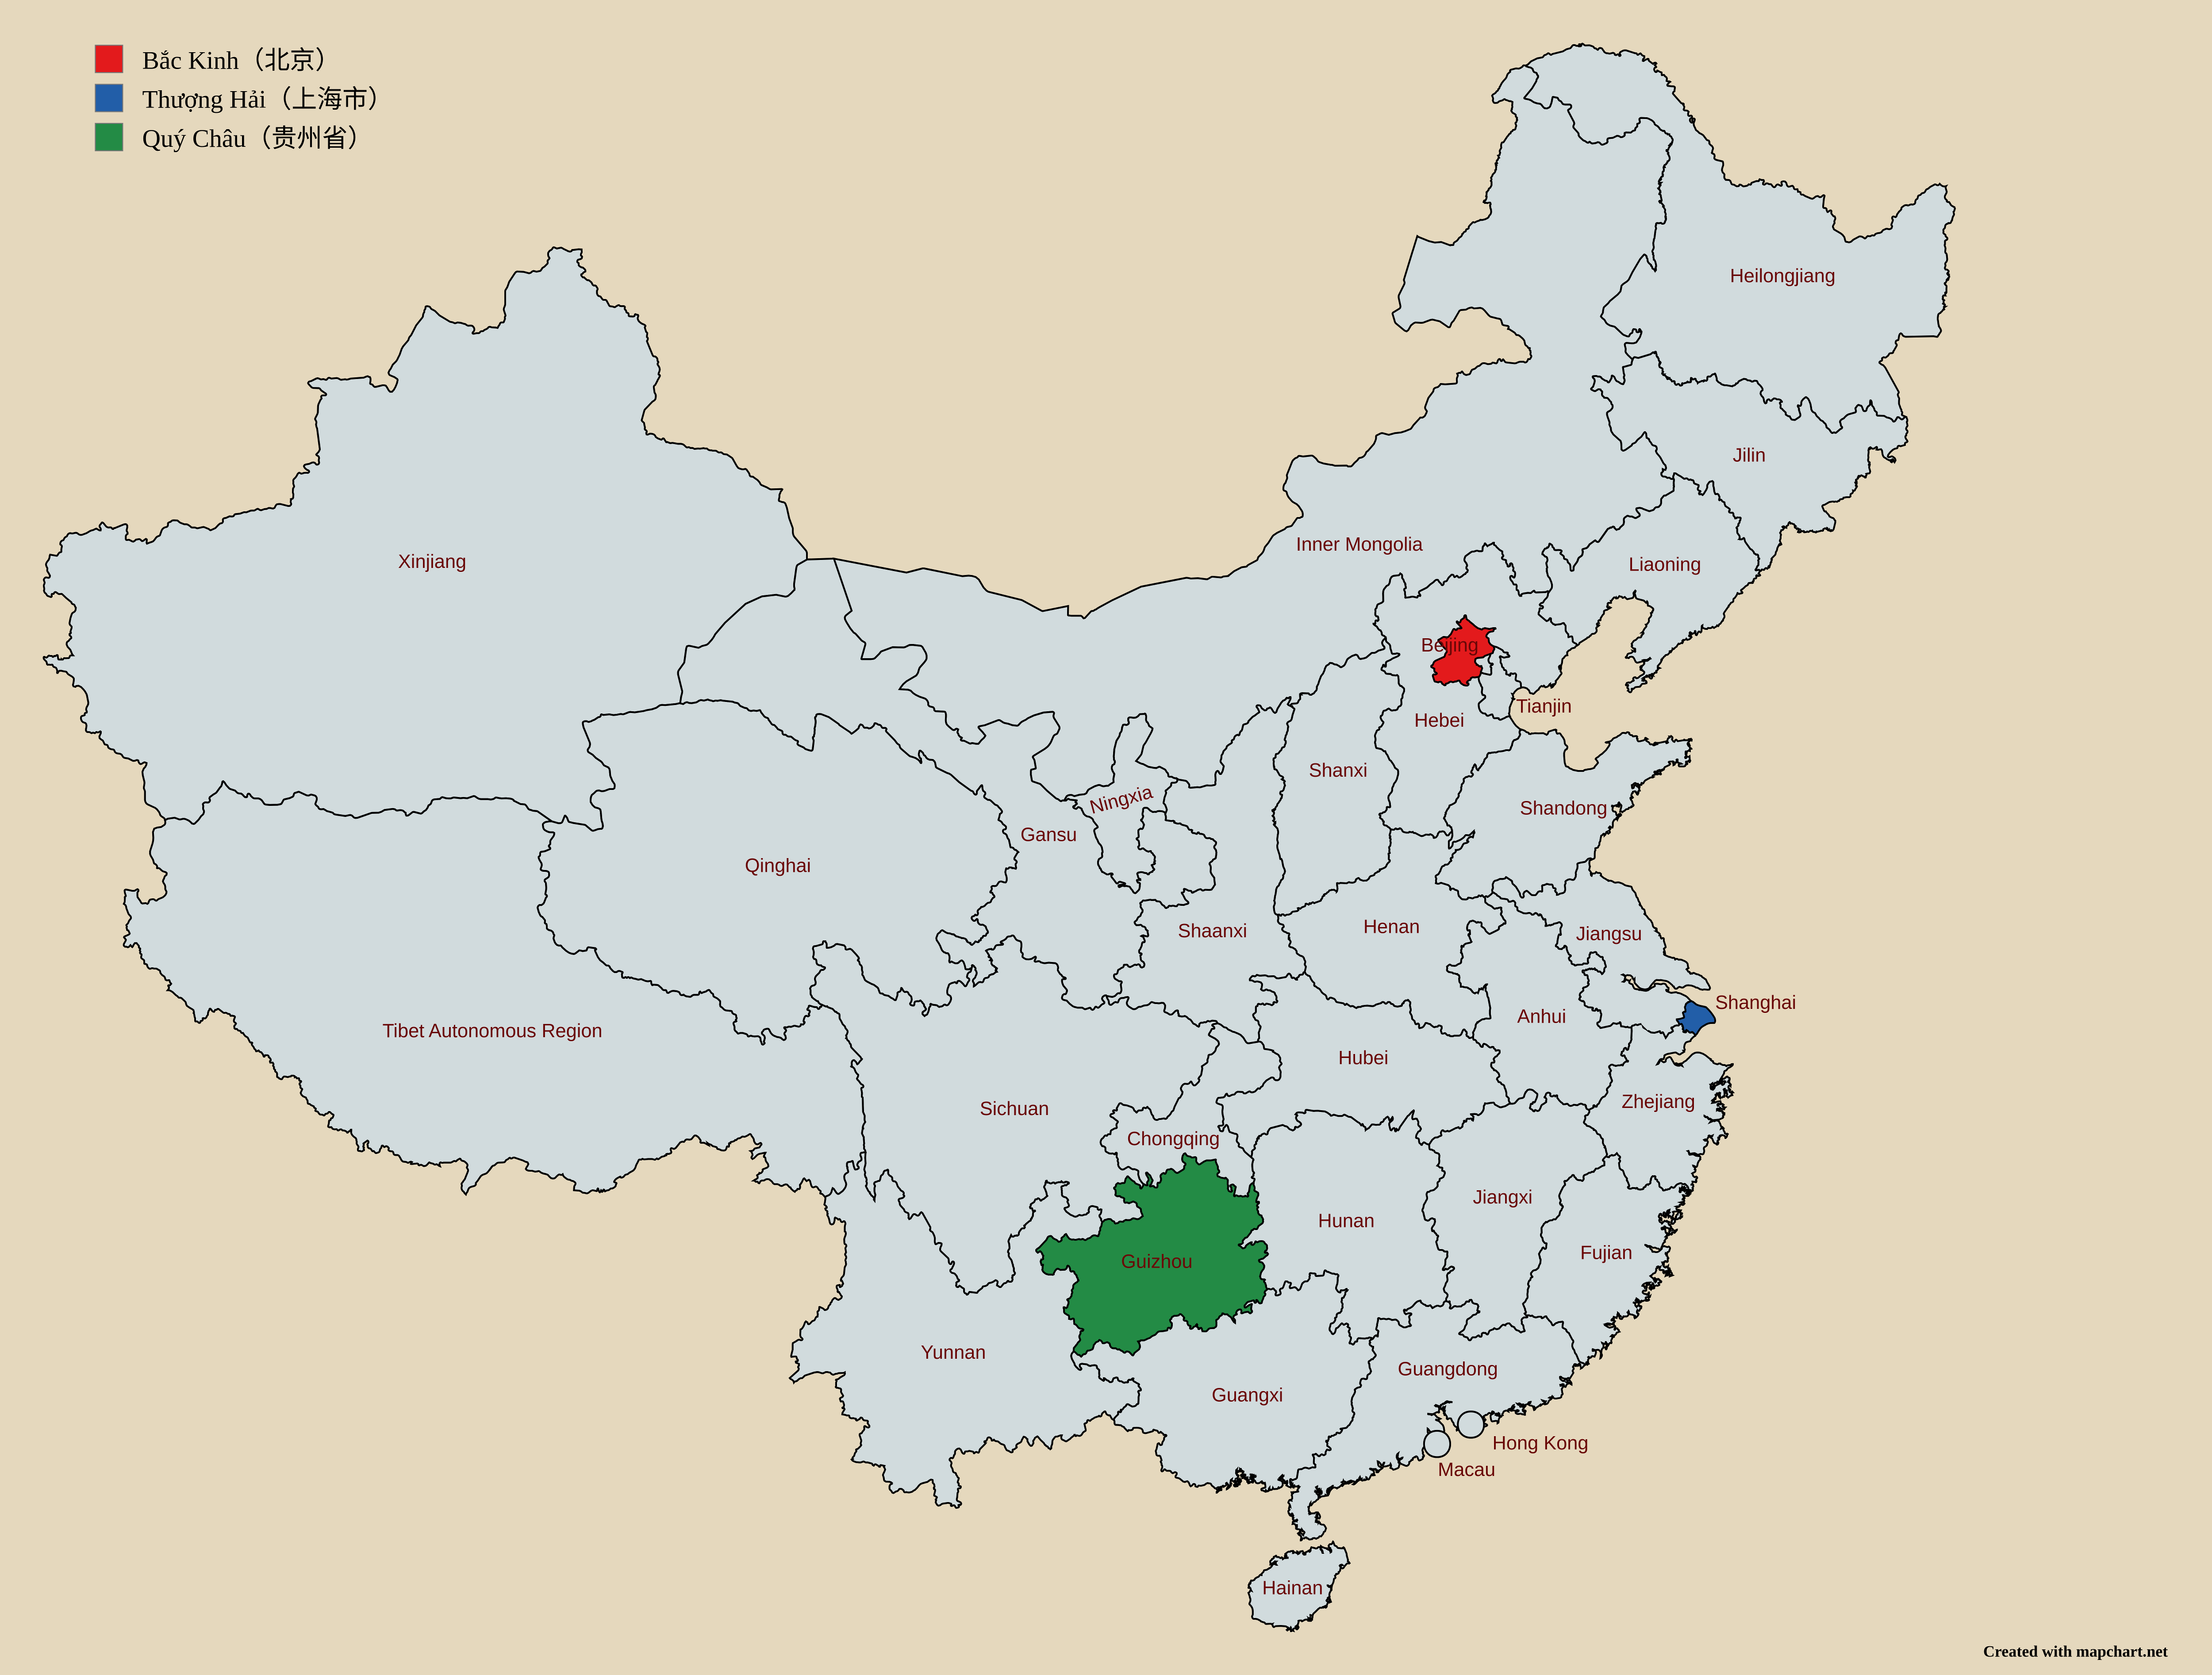 Bắc Kinh（北京）
Thượng Hải（上海市）
Quý Châu（贵州省）
Heilongjiang
Jilin
Inner Mongolia
Xinjiang
Liaoning
Beijing
Tianjin
Hebei
Shanxi
Ningxia
Shandong
Gansu
Qinghai
Shaanxi
Henan
Jiangsu
Shanghai
Anhui
Tibet Autonomous Region
Hubei
Zhejiang
Sichuan
Chongqing
Jiangxi
Hunan
Fujian
Guizhou
Yunnan
Guangdong
Guangxi
Hong Kong
Macau
Hainan
Created with mapchart.net